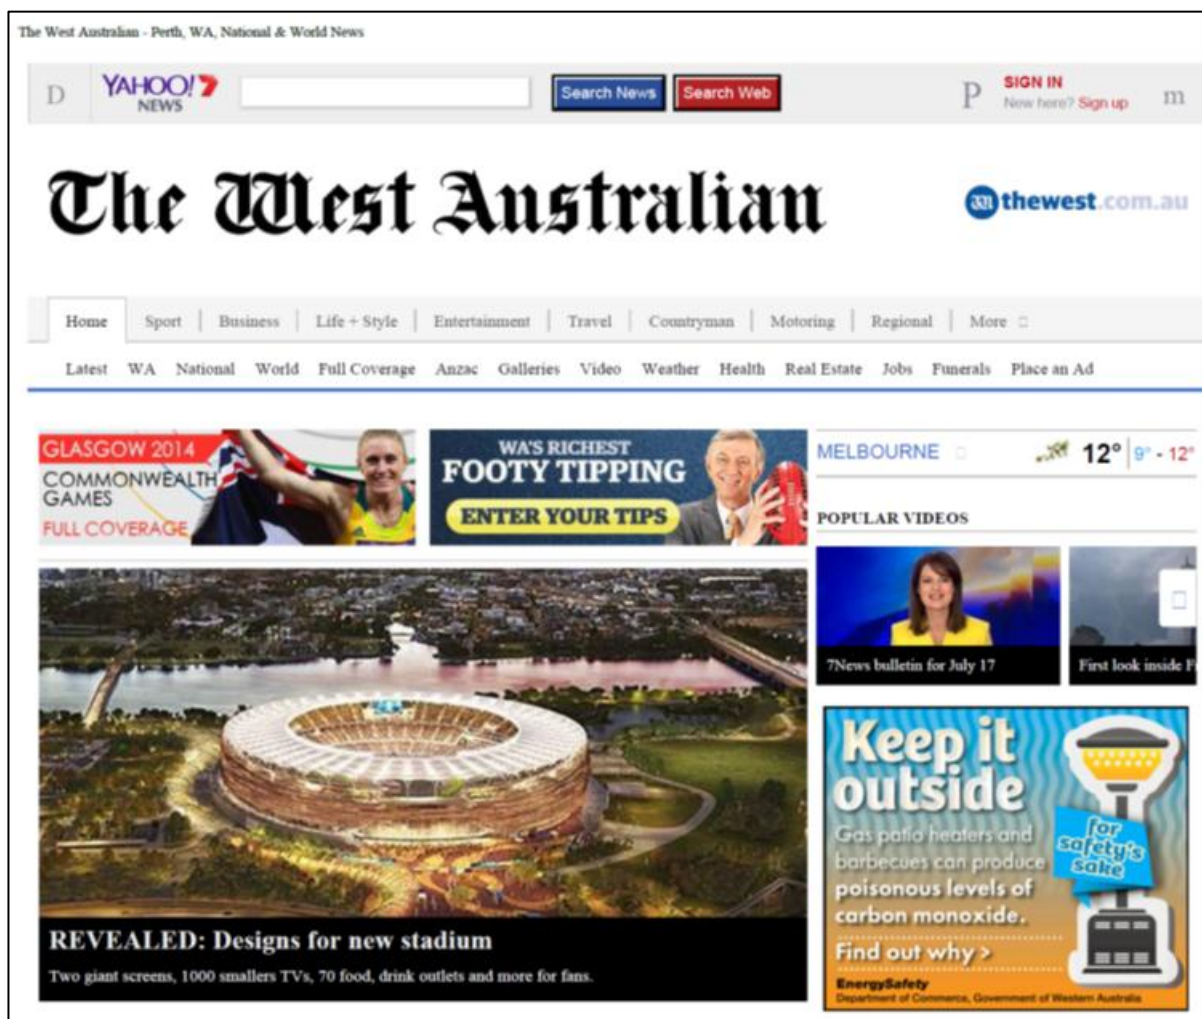 The West Australian - Perth, WA, National & World News
D
YAHOO!7
NEWS
Search News
Search Web
P
SIGN IN
New here? Sign up
m
The West Australian
thewest.com.au
Home
Sport
Business
Life + Style
Entertainment
Travel
Countryman
Motoring
Regional
More
Latest
WA
National
World
Full Coverage
Anzac
Galleries
Video
Weather
Health
Real Estate
Jobs
Funerals
Place an Ad
GLASGOW 2014
COMMONWEALTH
GAMES
FULL COVERAGE
WA'S RICHEST
FOOTY TIPPING
ENTER YOUR TIPS
MELBOURNE
12° 9° - 12°
POPULAR VIDEOS
7News bulletin for July 17
First look inside
REVEALED: Designs for new stadium
Two giant screens, 1000 smallers TVs, 70 food, drink outlets and more for fans.
Keep it
outside
Gas patio heaters and
barbecues can produce
poisonous levels of
carbon monoxide.
for
safety's
sake
Find out why >
EnergySafety
Department of Commerce, Government of Western Australia